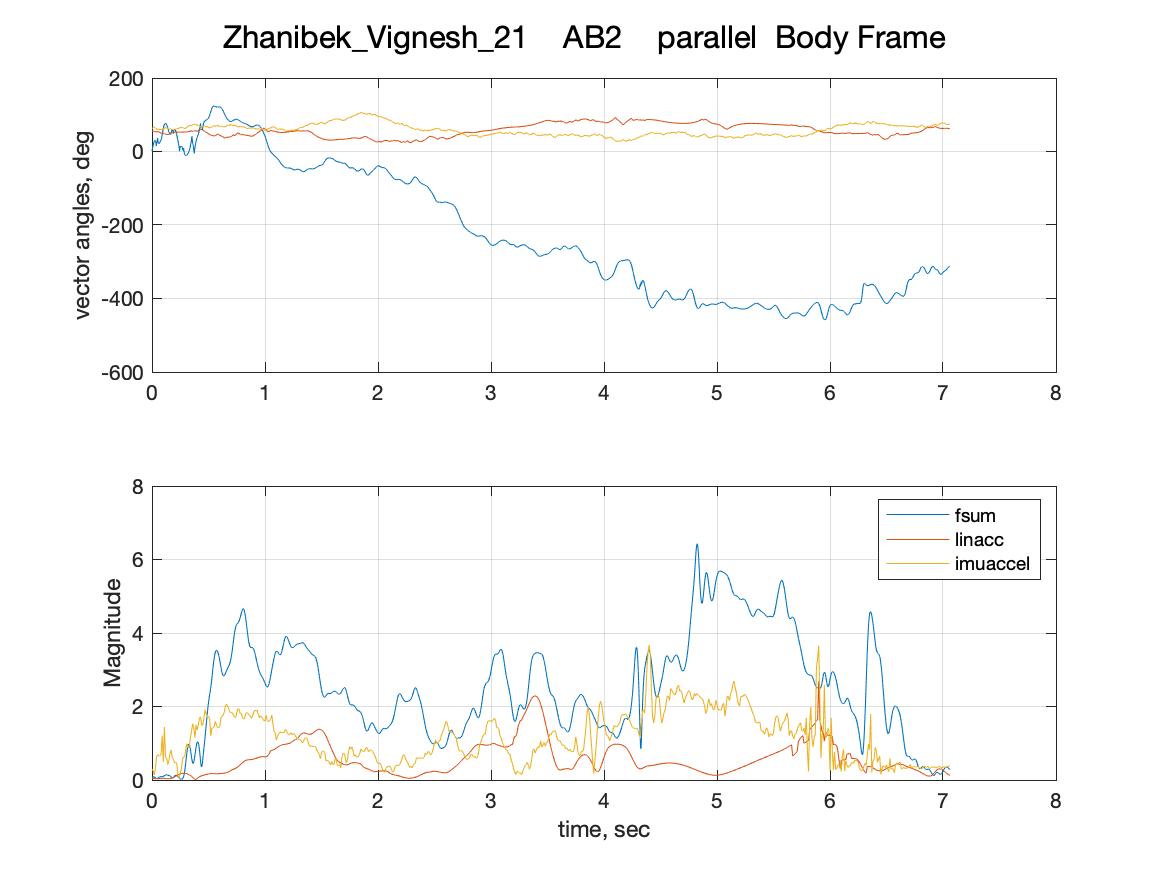 Zhanibek_Vignesh_21 AB2 parallel Body Frame
200
0
-200
-400
-600
vector angles, deg
0 1 2 3 4 5 6 7 8
8
6
4
2
0
Magnitude
fsum
linacc
imuaccel
0 1 2 3 4 5 6 7 8
time, sec